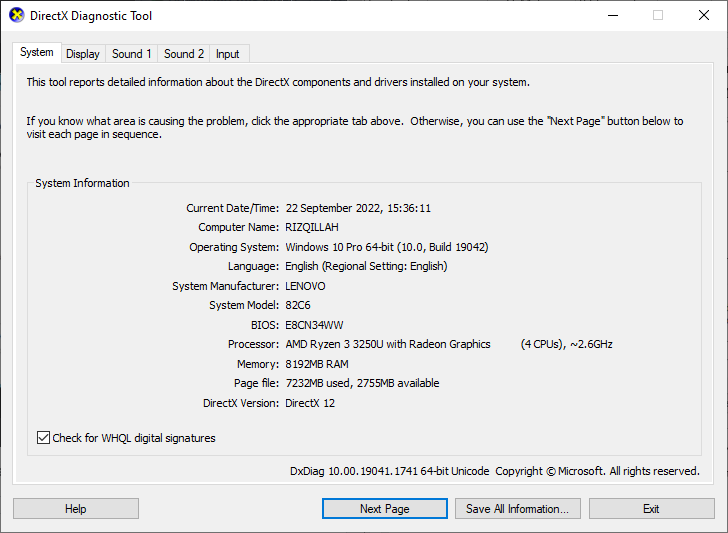 DirectX Diagnostic Tool
System Display Sound 1 Sound 2 Input
This tool reports detailed information about the DirectX components and drivers installed on your system.
If you know what area is causing the problem, click the appropriate tab above. Otherwise, you can use the "Next Page" button below to
visit each page in sequence.
System Information
Current Date/Time: 22 September 2022, 15:36:11
Computer Name: RIZQILLAH
Operating System: Windows 10 Pro 64-bit (10.0, Build 19042)
Language: English (Regional Setting: English)
System Manufacturer: LENOVO
System Model: 82C6
BIOS: E8CN34WW
Processor: AMD Ryzen 3 3250U with Radeon Graphics (4 CPUs), ~2.6GHz
Memory: 8192MB RAM
Page file: 7232MB used, 2755MB available
DirectX Version: DirectX 12
Check for WHQL digital signatures
DxDiag 10.00.19041.1741 64-bit Unicode Copyright © Microsoft. All rights reserved.
Help Next Page Save All Information... Exit